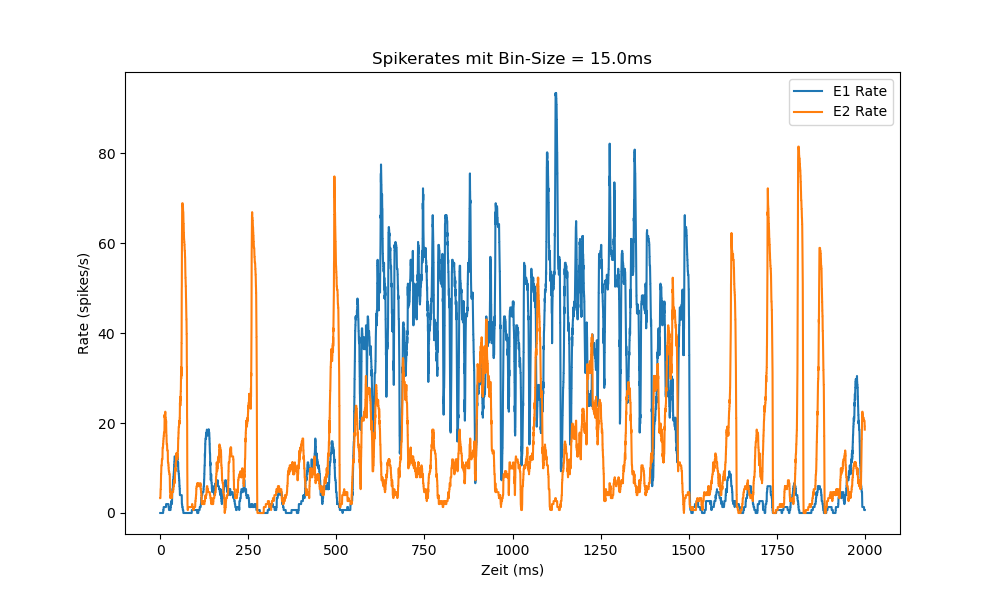 Spikerates mit Bin-Size = 15.0ms
E1 Rate
E2 Rate
Rate (spikes/s)
80
60
40
20
0
0 250 500 750 1000 1250 1500 1750 2000
Zeit (ms)